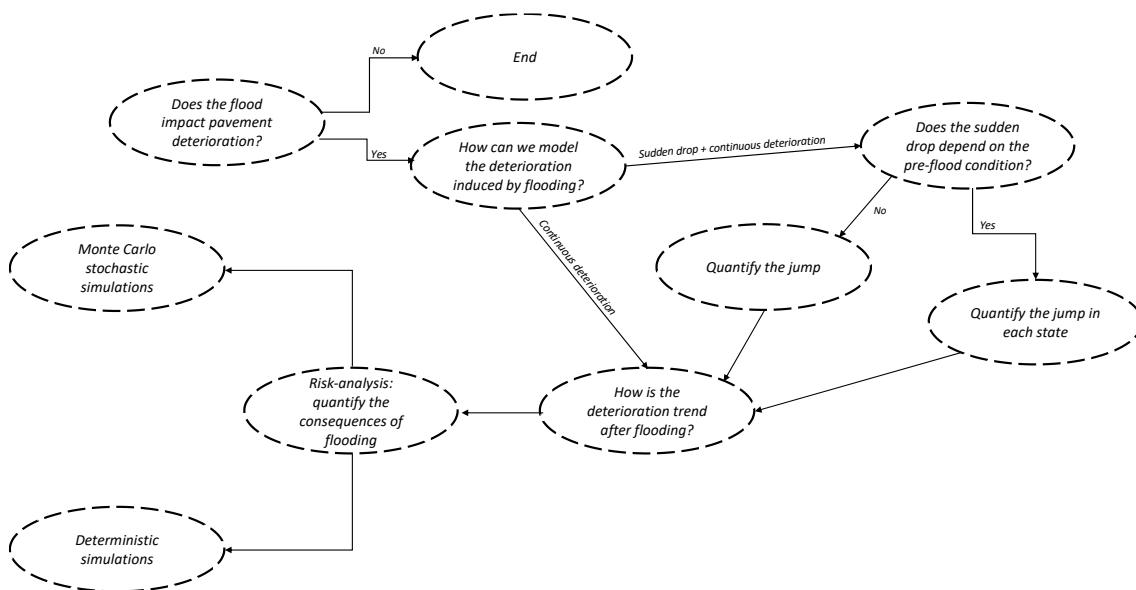 No
End
Does the flood
impact pavement
deterioration?
Yes
How can we model
the deterioration
induced by flooding?
Sudden drop + continuous deterioration
Does the sudden
drop depend on the
pre-flood condition?
No
Yes
Continuous deterioration
Monte Carlo
stochastic
simulations
Quantify the jump
Quantify the jump in
each state
Risk-analysis:
quantify the
consequences of
flooding
How is the
deterioration trend
after flooding?
Deterministic
simulations